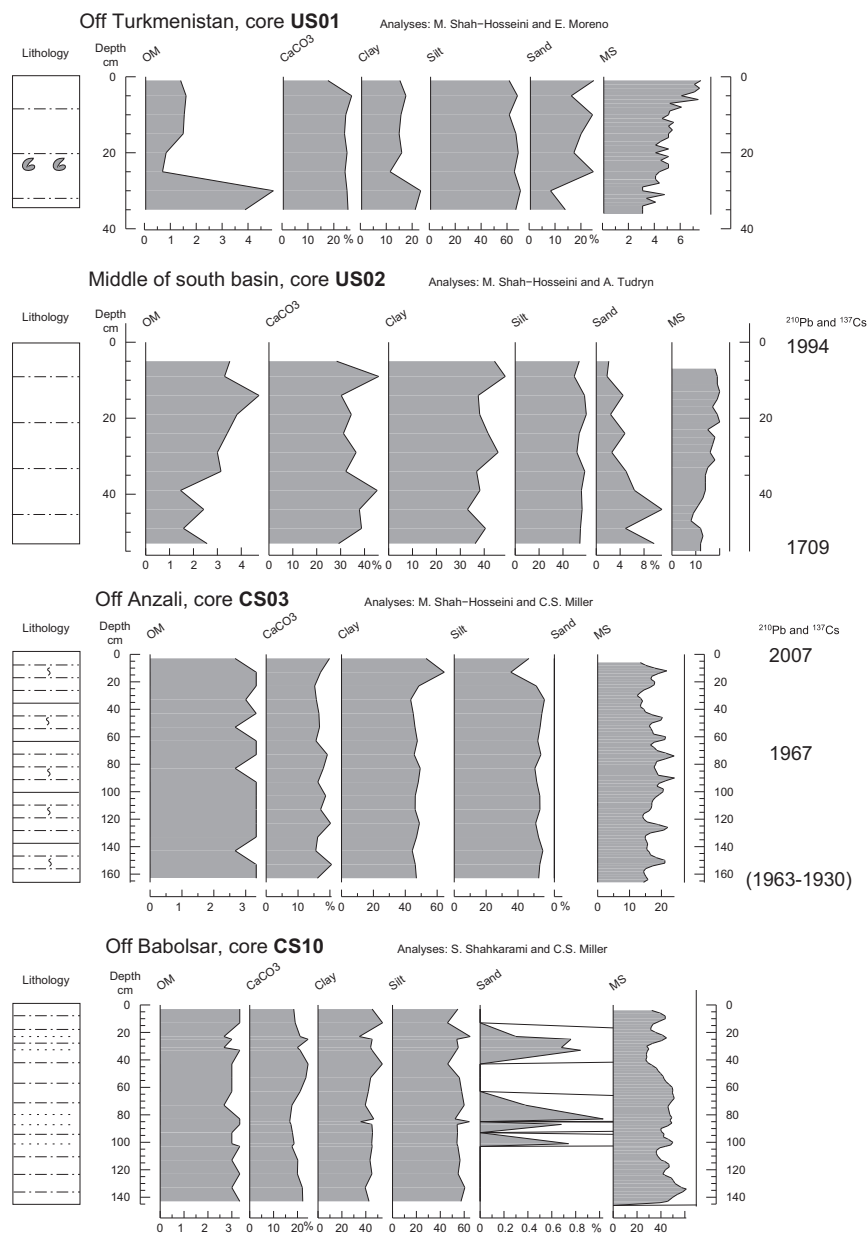 Off Turkmenistan, core US01 Analyses: M. Shah-Hosseini and E. Moreno
Lithology Depth cm OM CaCO3 Clay Silt Sand MS
0 0
20 20
40 40
0 1 2 3 4 5 0 10 20 % 0 10 20 0 20 40 60 0 10 20 % 0 2 4 6
Middle of south basin, core US02 Analyses: M. Shah-Hosseini and A. Tudryn
Lithology Depth cm OM CaCO3 Clay Silt Sand MS 210Pb and 137Cs
0 0 1994
20 20
40 40
1709
0 1 2 3 4 0 10 20 30 40% 0 20 40 0 20 40 0 4 8 % 0 10
Off Anzali, core CS03 Analyses: M. Shah-Hosseini and C.S. Miller
Lithology Depth cm OM CaCO3 Clay Silt Sand MS 210Pb and 137Cs
0 0 2007
20 20
40 40
60 60
80 80 1967
100 100
120 120
140 140
160 160 (1963-1930)
0 1 2 3 0 10 % 0 20 40 60 0 20 40 0 % 0 10 20
Off Babolsar, core CS10 Analyses: S. Shahkarami and C.S. Miller
Lithology Depth cm OM CaCO3 Clay Silt Sand MS
0 0
20 20
40 40
60 60
80 80
100 100
120 120
140 140
0 1 2 3 0 10 20% 0 20 40 0 20 40 60 0 0.2 0.4 0.6 0.8 % 0 20 40